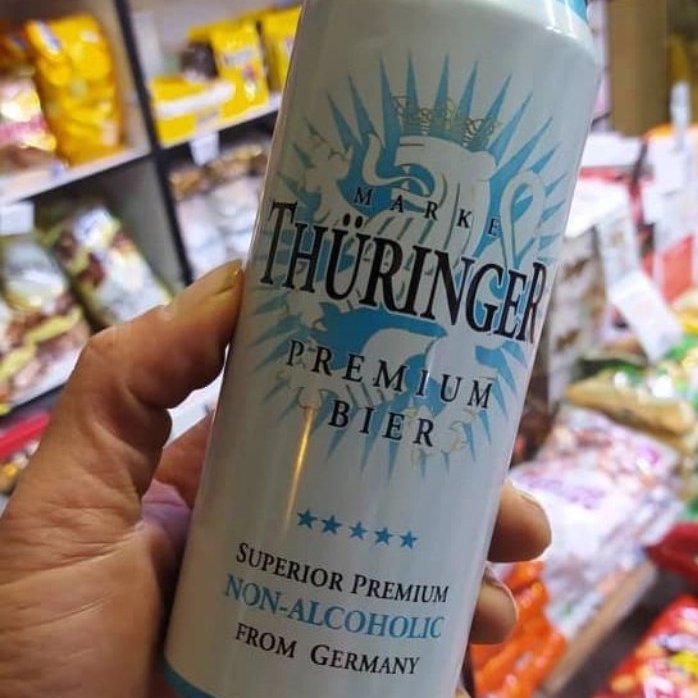 MARKE
THÜRINGER
PREMIUM
BIER
SUPERIOR PREMIUM
NON-ALCOHOLIC
FROM GERMANY